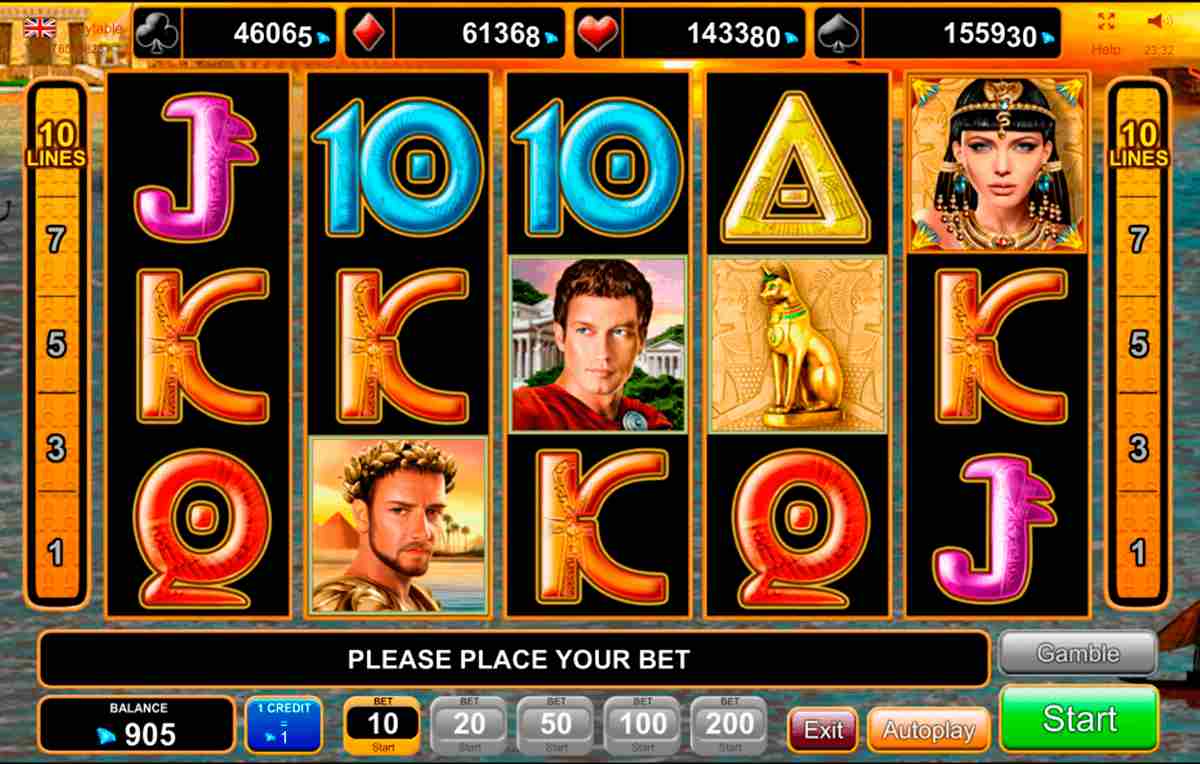 46065 61368 143380 155930
Help 23:32
10 LINES
7
5
3
1
J 10 10 A
K K K
Q K Q J
10 LINES
7
5
3
1
PLEASE PLACE YOUR BET
Gamble
BALANCE
905
1 CREDIT
=
1
BET
10
Start
BET
20
Start
BET
50
Start
BET
100
Start
BET
200
Start
Exit
Autoplay
Start